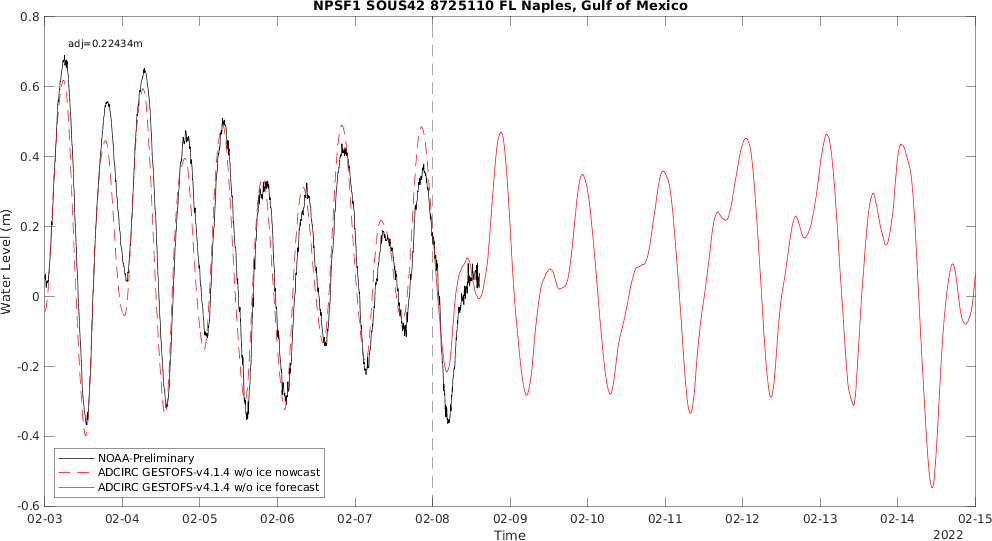 NPSF1 SOUS42 8725110 FL Naples, Gulf of Mexico
adj=0.22434m
0.8
0.6
0.4
0.2
0
-0.2
-0.4
-0.6
Water Level (m)
NOAA-Preliminary
ADCIRC GESTOFS-v4.1.4 w/o ice nowcast
ADCIRC GESTOFS-v4.1.4 w/o ice forecast
02-03 02-04 02-05 02-06 02-07 02-08 02-09 02-10 02-11 02-12 02-13 02-14 02-15
Time
2022